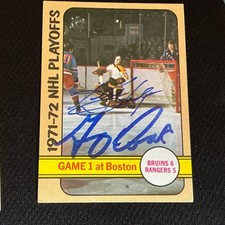 1971-72 NHL PLAYOFFS
GAME 1 at Boston
BRUINS 6
RANGERS 5